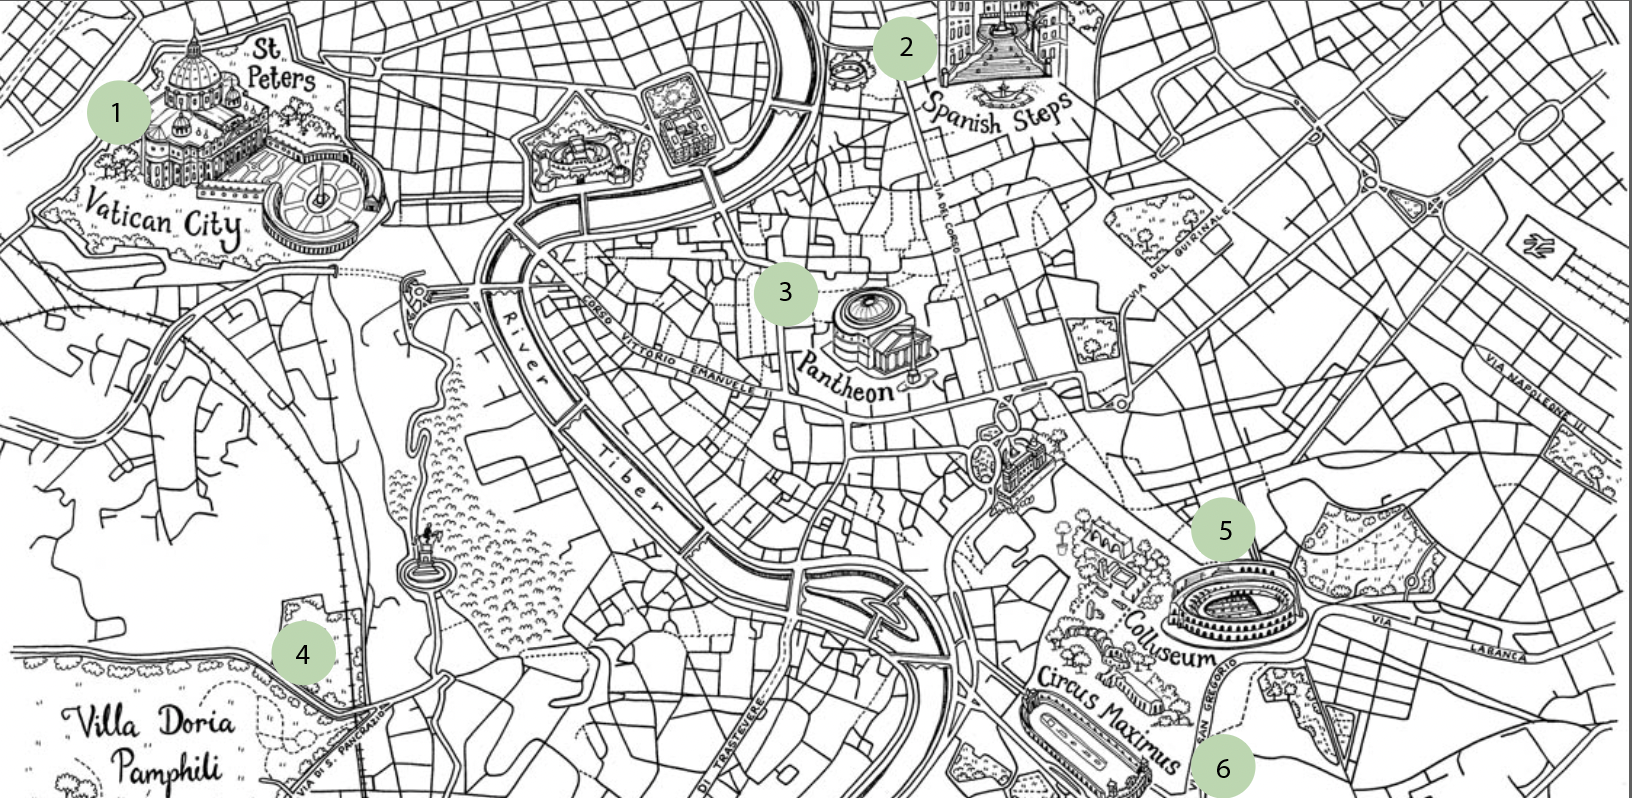 St
Peters
1
Vatican City
2
Spanish Steps
VIA DEL CORSO
VIA DEL QUIRINALE
3
Pantheon
CORSO VITTORIO EMANUELE II
River
Tiber
VIA NAPOLEONE III
4
Villa Doria
Pamphili
VIA DI S. PANCRAZIO
DI TRASTEVERE
5
Coluseum
Circus Maximus
VIA LABANCA
SAN GREGORIO
6